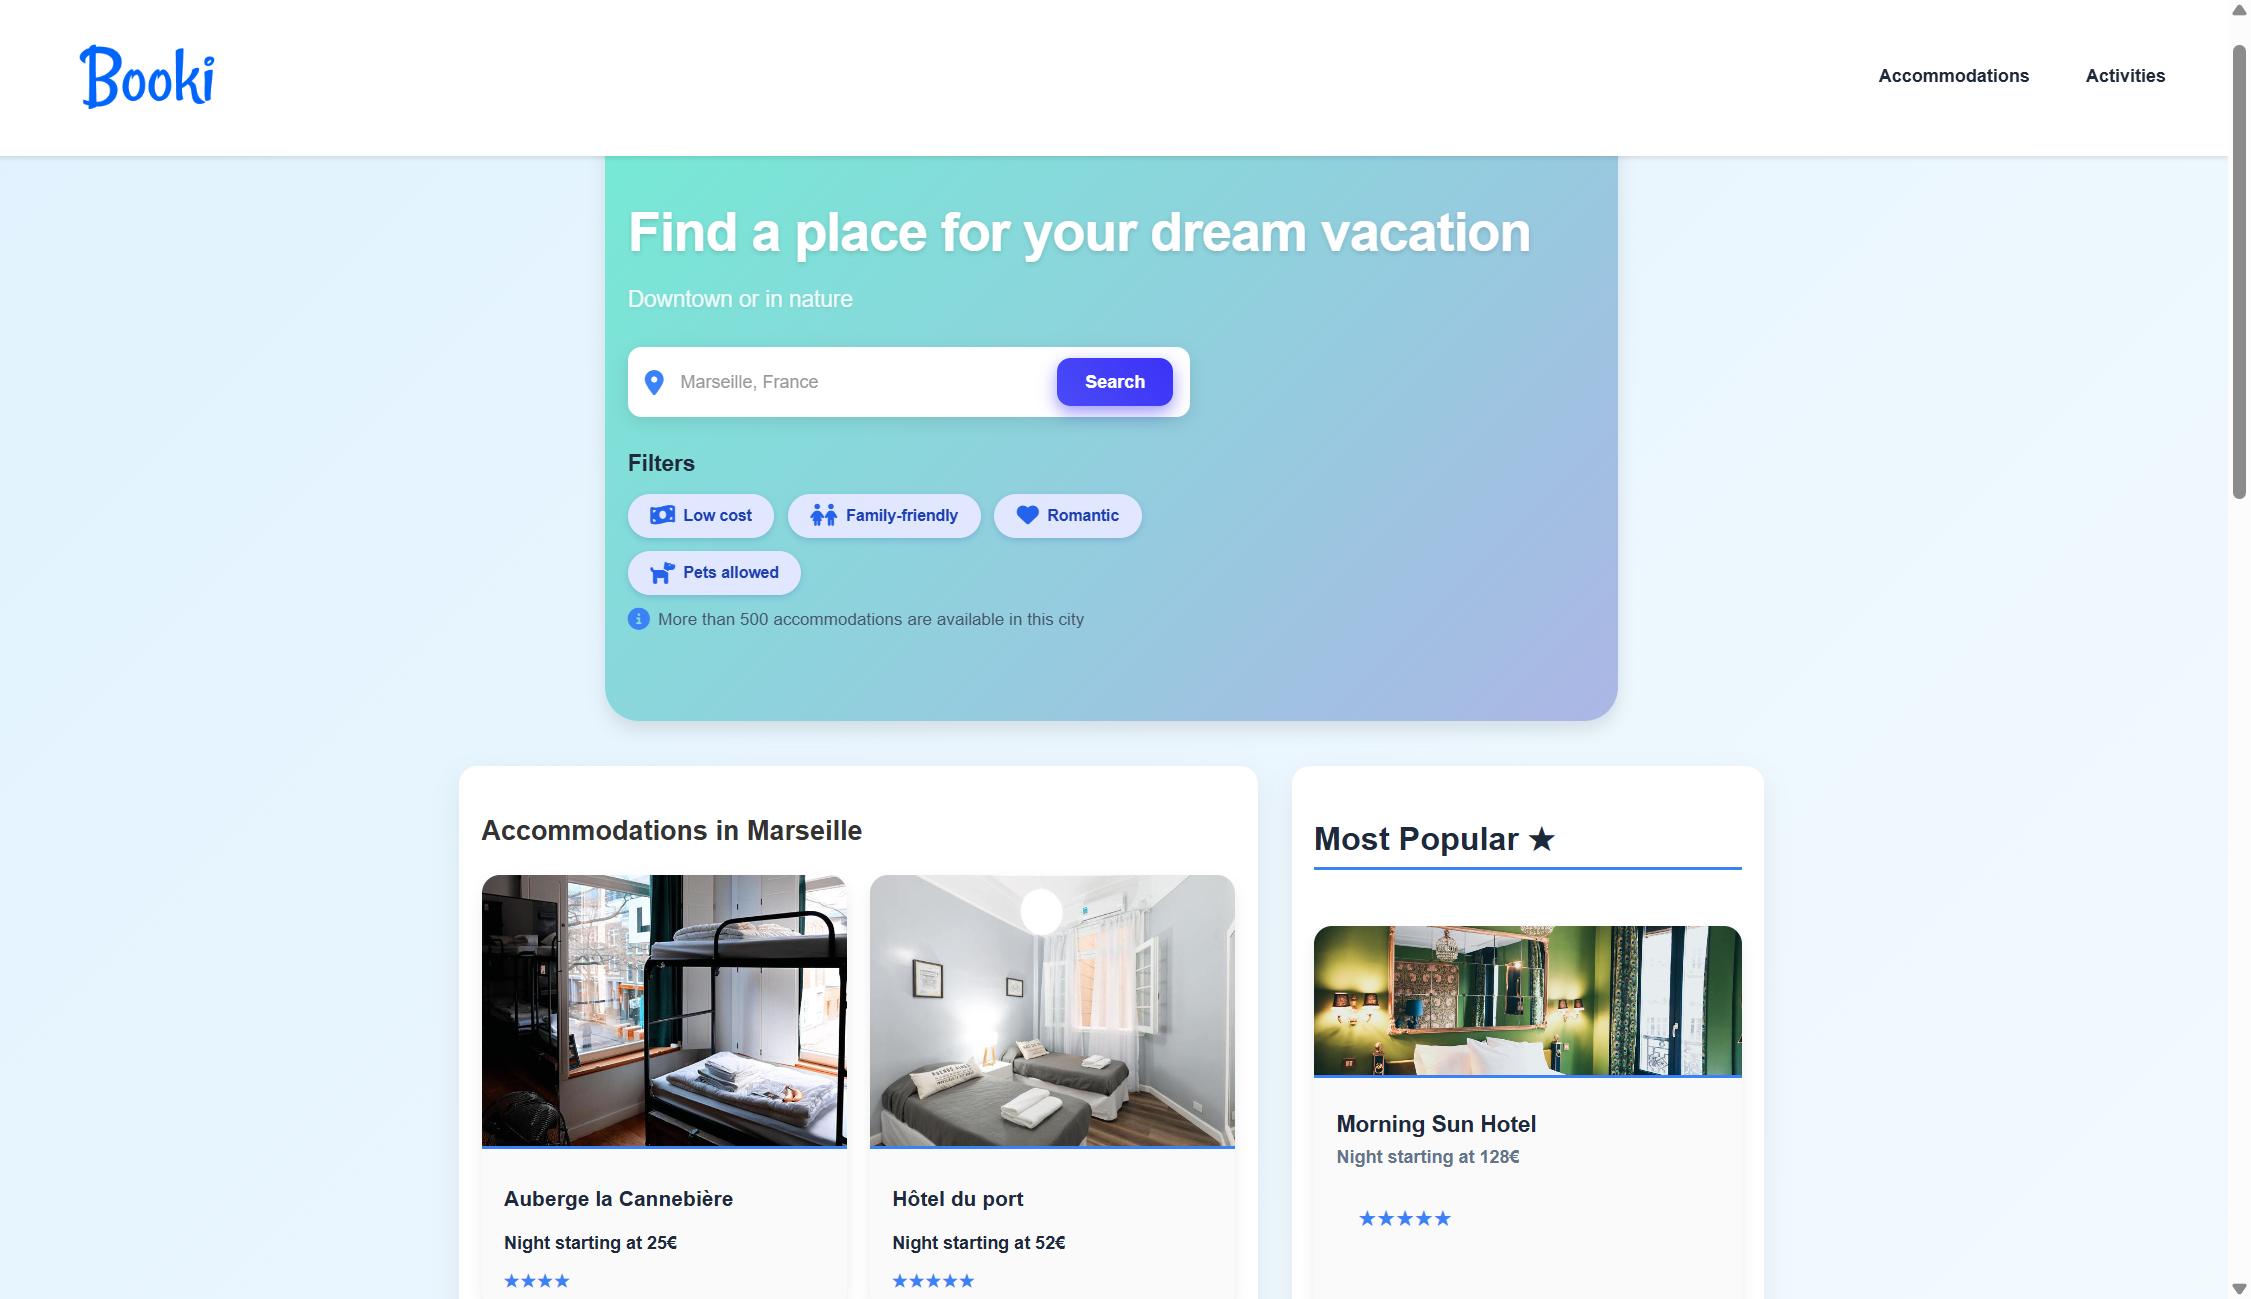 Booki
Accommodations
Activities
Find a place for your dream vacation
Downtown or in nature
Marseille, France
Search
Filters
Low cost
Family-friendly
Romantic
Pets allowed
More than 500 accommodations are available in this city
Accommodations in Marseille
Auberge la Cannebière
Night starting at 25€
★★★★
Hôtel du port
Night starting at 52€
★★★★★
Most Popular ★
Morning Sun Hotel
Night starting at 128€
★★★★★